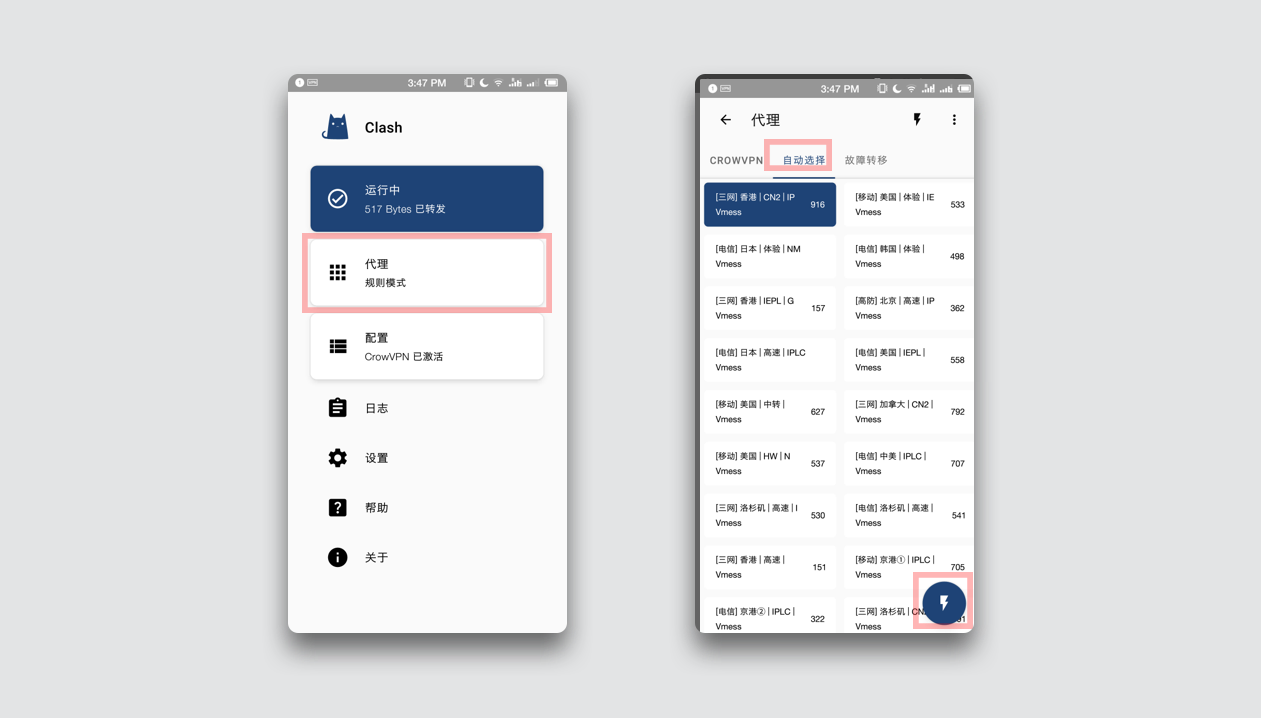 3:47 PM
Clash
运行中
517 Bytes 已转发
代理
规则模式
配置
CrowVPN 已激活
日志
设置
帮助
关于
3:47 PM
代理
CROWVPN 自动选择 故障转移
[三网] 香港 | CN2 | IP
Vmess
916
[移动] 美国 | 体验 | IE
Vmess
533
[电信] 日本 | 体验 | NM
Vmess
[电信] 韩国 | 体验 |
Vmess
498
[三网] 香港 | IEPL | G
Vmess
157
[高防] 北京 | 高速 | IP
Vmess
362
[电信] 日本 | 高速 | IPLC
Vmess
[电信] 美国 | IEPL |
Vmess
558
[移动] 美国 | 中转 |
Vmess
627
[三网] 加拿大 | CN2 |
Vmess
792
[移动] 美国 | HW | N
Vmess
537
[电信] 中美 | IPLC |
Vmess
707
[三网] 洛杉矶 | 高速 | I
Vmess
530
[电信] 洛杉矶 | 高速 |
Vmess
541
[三网] 香港 | 高速 |
Vmess
151
[移动] 京港① | IPLC |
Vmess
705
[电信] 京港② | IPLC |
Vmess
322
[三网] 洛杉矶 |
Vmess